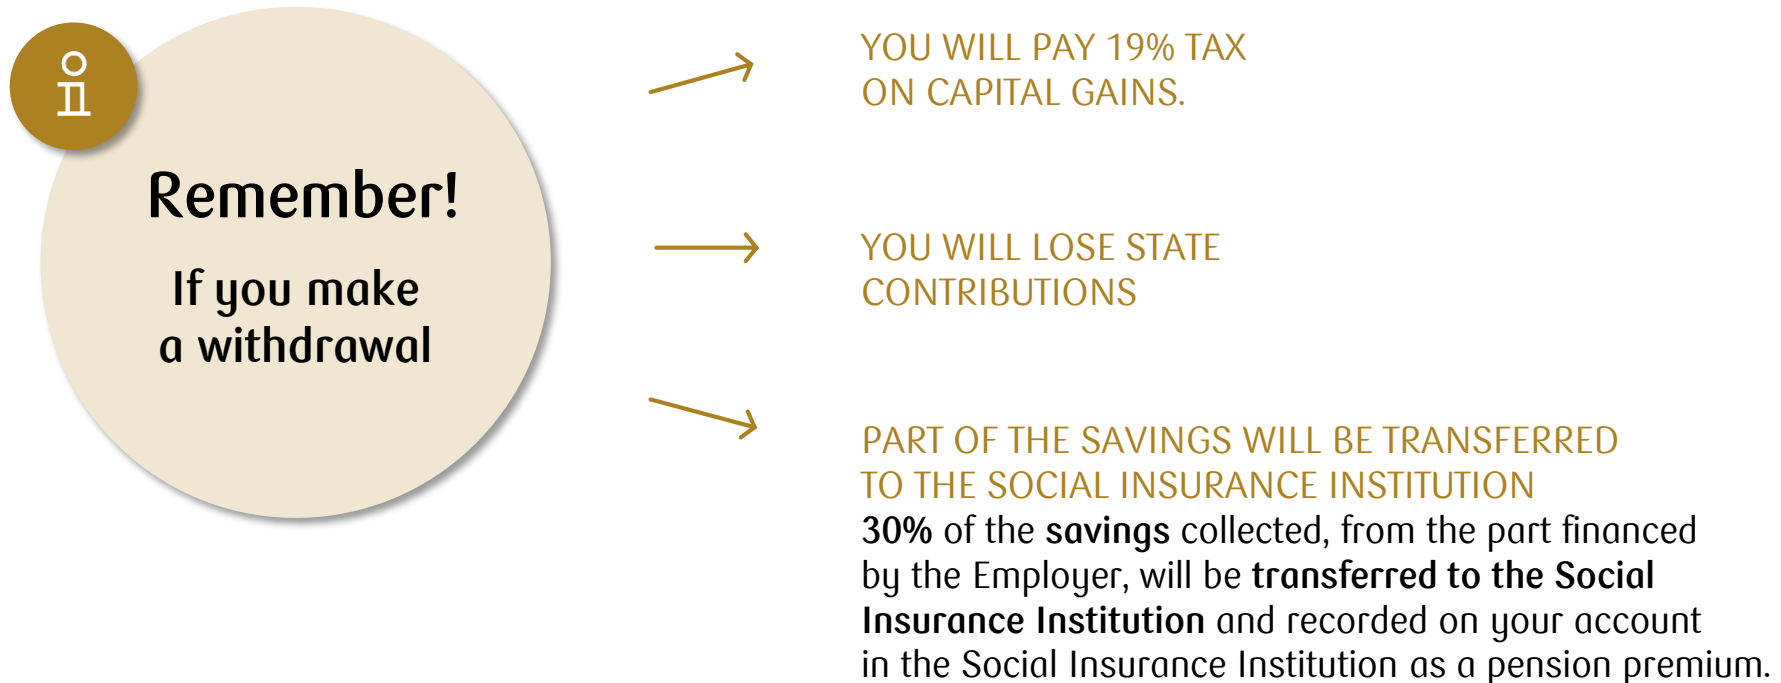 Remember!
If you make
a withdrawal
YOU WILL PAY 19% TAX
ON CAPITAL GAINS.
YOU WILL LOSE STATE
CONTRIBUTIONS
PART OF THE SAVINGS WILL BE TRANSFERRED
TO THE SOCIAL INSURANCE INSTITUTION
30% of the savings collected, from the part financed
by the Employer, will be transferred to the Social
Insurance Institution and recorded on your account
in the Social Insurance Institution as a pension premium.